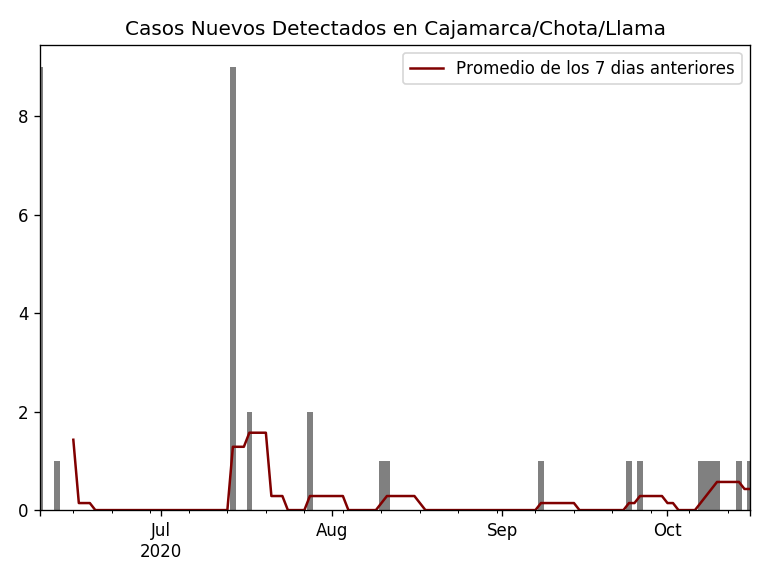 Casos Nuevos Detectados en Cajamarca/Chota/Llama
Promedio de los 7 dias anteriores
8
6
4
2
0
Jul Aug Sep Oct
2020